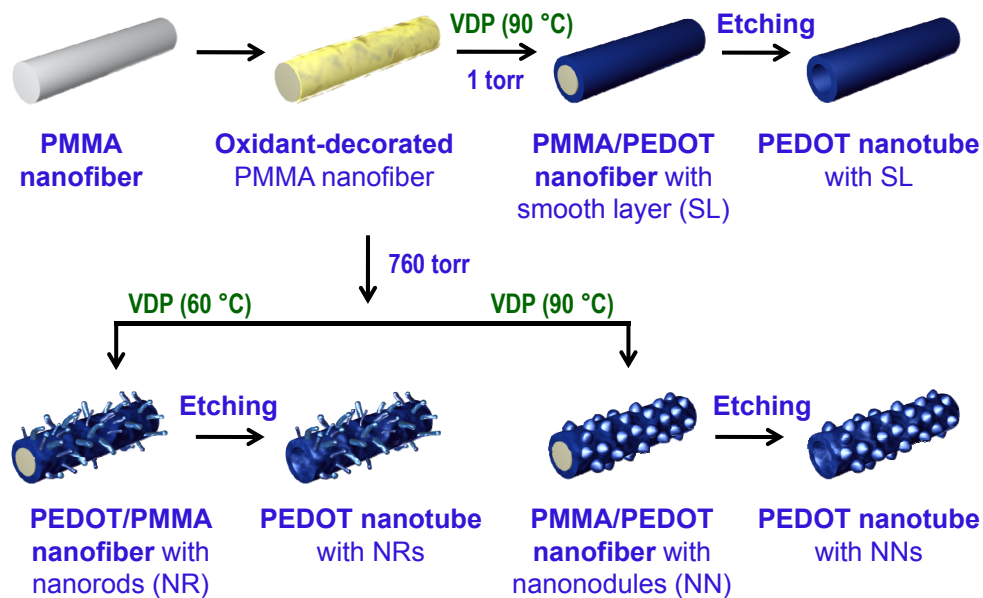 VDP (90 °C)
Etching
1 torr
PMMA
nanofiber
Oxidant-decorated
PMMA nanofiber
PMMA/PEDOT
nanofiber with
smooth layer (SL)
PEDOT nanotube
with SL
760 torr
VDP (60 °C)
VDP (90 °C)
Etching
Etching
PEDOT/PMMA
nanofiber with
nanorods (NR)
PEDOT nanotube
with NRs
PMMA/PEDOT
nanofiber with
nanonodules (NN)
PEDOT nanotube
with NNs